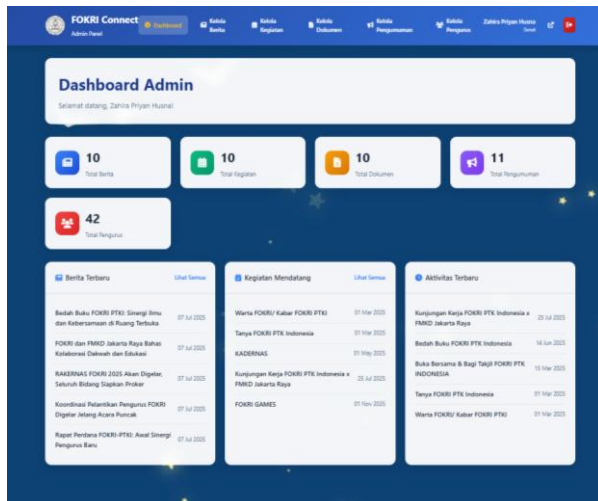 FOKRI Connect
Admin Panel
Dashboard
Kelola
Berita
Kelola
Kegiatan
Kelola
Dokumen
Kelola
Pengumuman
Kelola
Pengurus
Zahira Priyan Husna
Dashboard Admin
Selamat datang, Zahira Priyan Husna!
10
Total Berita
10
Total Kegiatan
10
Total Dokumen
11
Total Pengumuman
42
Total Pengurus
Berita Terbaru
Lihat Semua
Bedah Buku FOKRI PTKI: Sinergi Ilmu
dan Kebersamaan di Ruang Terbuka
07 Jul 2025
FOKRI dan FMKD Jakarta Raya Bahas
Kolaborasi Dakwah dan Edukasi
07 Jul 2025
RAKERNAS FOKRI 2025 Akan Digelar,
Seluruh Bidang Siapkan Proker
07 Jul 2025
Koordinasi Pelantikan Pengurus FOKRI
Digelar Jelang Acara Puncak
07 Jul 2025
Rapat Perdana FOKRI-PTKI: Awal Sinergi
Pengurus Baru
07 Jul 2025
Kegiatan Mendatang
Lihat Semua
Warta FOKRI/ Kabar FOKRI PTKI
01 Mar 2025
Tanya FOKRI PTK Indonesia
01 Mar 2025
KADERNAS
01 May 2025
Kunjungan Kerja FOKRI PTK Indonesia x
FMKD Jakarta Raya
25 Jul 2025
FOKRI GAMES
01 Nov 2025
Aktivitas Terbaru
Kunjungan Kerja FOKRI PTK Indonesia x
FMKD Jakarta Raya
25 Jul 2025
Bedah Buku FOKRI PTK Indonesia
14 Jun 2025
Buka Bersama & Bagi Takjil FOKRI PTK
INDONESIA
15 Mar 2025
Tanya FOKRI PTK Indonesia
01 Mar 2025
Warta FOKRI/ Kabar FOKRI PTKI
01 Mar 2025